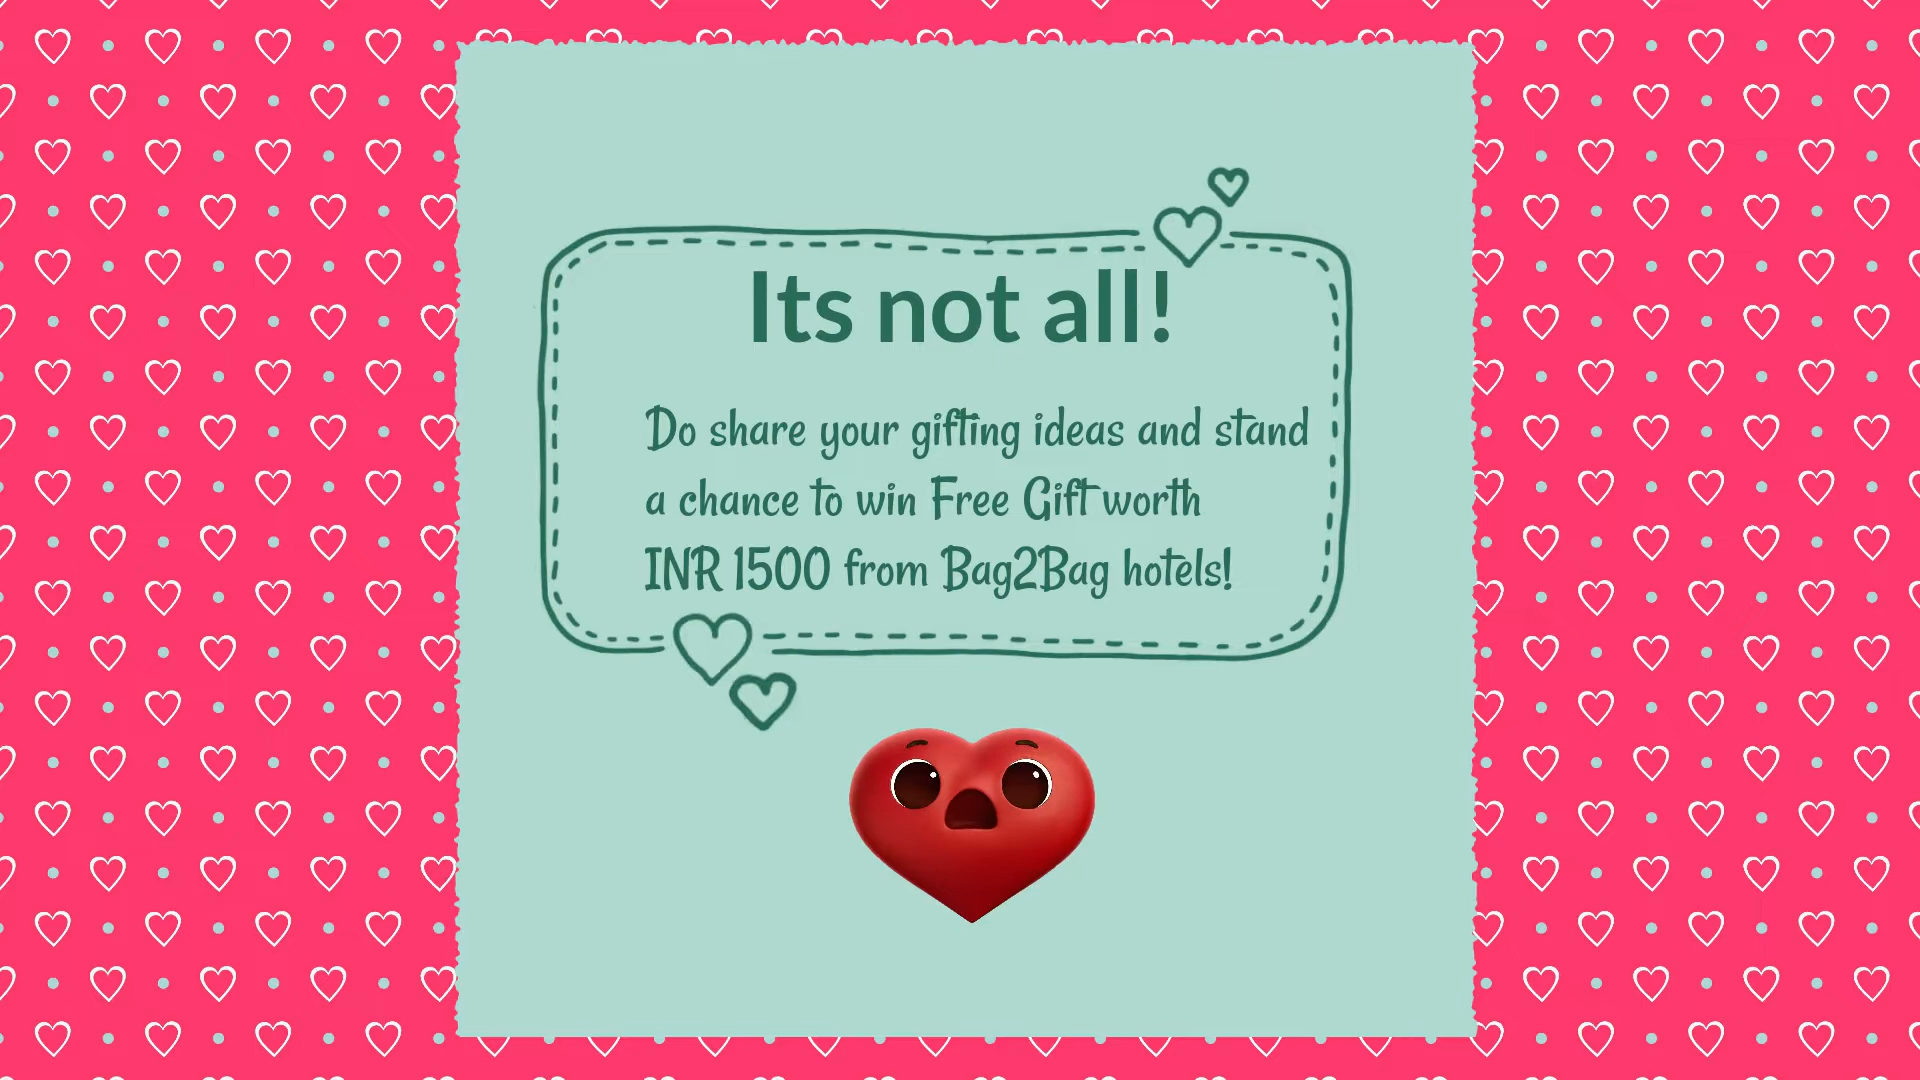 Its not all!
Do share your gifting ideas and stand
a chance to win Free Gift worth
INR 1500 from Bag2Bag hotels!